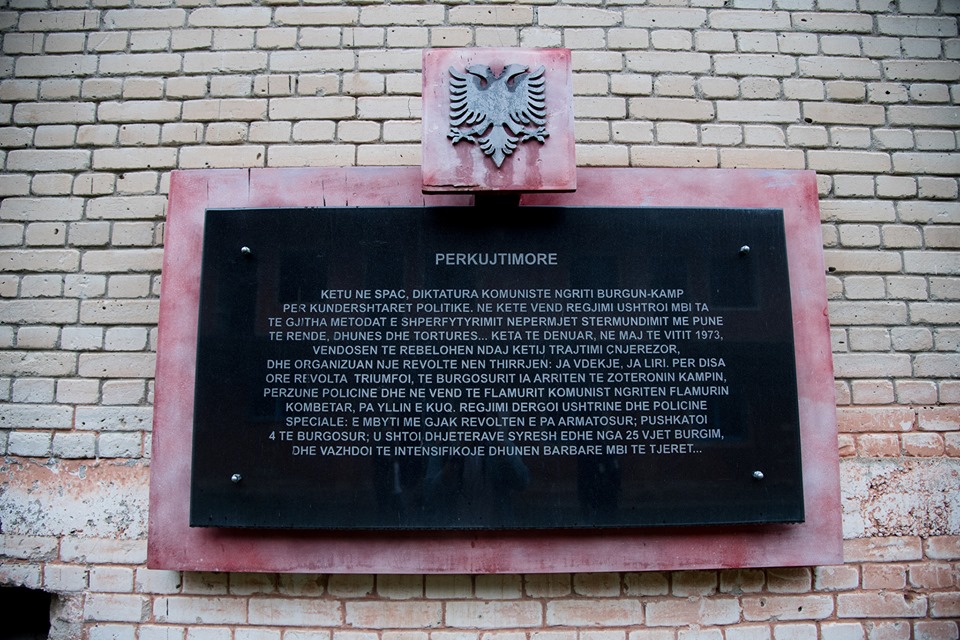 PERKUJTIMORE
KETU NE SPAC, DIKTATURA KOMUNISTE NGRITI BURGUN-KAMP
PER KUNDERSHTARET POLITIKE. NE KETE VEND REGJIMI USHTROI MBI TA
TE GJITHA METODAT E SHPERFYTYRIMIT NEPERMJET STERMUNDIMIT ME PUNE
TE RENDE, DHUNES DHE TORTURES... KETA TE DENUAR, NE MAJ TE VITIT 1973,
VENDOSEN TE REBELOHEN NDAJ KETIJ TRAJTIMI ÇNJEREZOR,
DHE ORGANIZUAN NJE REVOLTE NEN THIRRJEN: JA VDEKJE, JA LIRI. PER DISA
ORE REVOLTA TRIUMFOI, TE BURGOSURIT IA ARRITEN TE ZOTERONIN KAMPIN,
PERZUNE POLICINE DHE NE VEND TE FLAMURIT KOMUNIST NGRITEN FLAMURIN
KOMBETAR, PA YLLIN E KUQ. REGJIMI DERGOI USHTRINE DHE POLICINE
SPECIALE: E MBYTI ME GJAK REVOLTEN E PA ARMATOSUR; PUSHKATOI
4 TE BURGOSUR; U SHTOI DHJETERAVE SYRESH EDHE NGA 25 VJET BURGIM,
DHE VAZHDOI TE INTENSIFIKOJE DHUNEN BARBARE MBI TE TJERET...